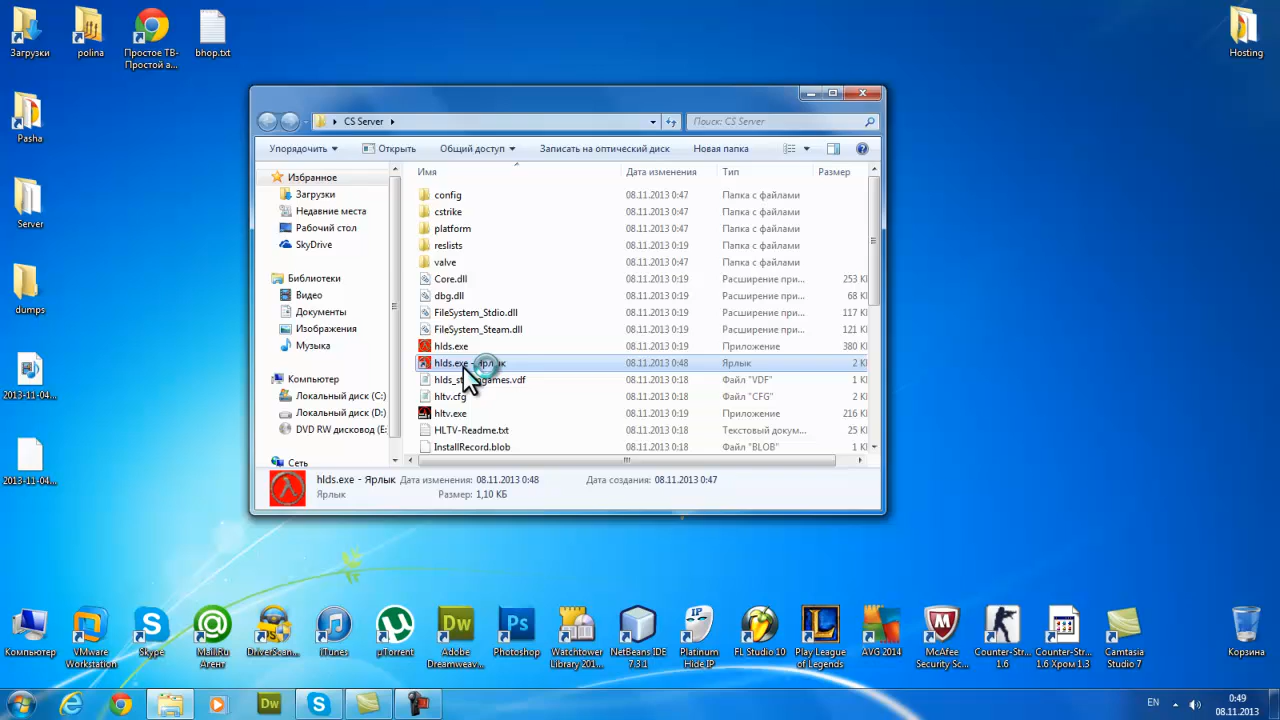 Загрузки
polina
Простое ТВ-
Простой а...
bhop.txt
Hosting
Pasha
Server
dumps
2013-11-04...
2013-11-04...
CS Server
Поиск: CS Server
Упорядочить
Открыть
Общий доступ
Записать на оптический диск
Новая папка
Избранное
Загрузки
Недавние места
Рабочий стол
SkyDrive
Библиотеки
Видео
Документы
Изображения
Музыка
Компьютер
Локальный диск (C:)
Локальный диск (D:)
DVD RW дисковод (E:
Сеть
Имя Дата изменения Тип Размер
config 08.11.2013 0:47 Папка с файлами
cstrike 08.11.2013 0:47 Папка с файлами
platform 08.11.2013 0:47 Папка с файлами
reslists 08.11.2013 0:19 Папка с файлами
valve 08.11.2013 0:19 Папка с файлами
Core.dll 08.11.2013 0:19 Расширение при... 253 К
dbg.dll 08.11.2013 0:19 Расширение при... 68 К
FileSystem_Stdio.dll 08.11.2013 0:19 Расширение при... 117 К
FileSystem_Steam.dll 08.11.2013 0:19 Расширение при... 121 К
hlds.exe 08.11.2013 0:19 Приложение 380 К
hlds.exe - Ярлык 08.11.2013 0:48 Ярлык 2 К
08.11.2013 0:18 Файл "VDF" 1 К
hltv.cfg 08.11.2013 0:18 Файл "CFG" 2 К
hltv.exe 08.11.2013 0:19 Приложение 216 К
HLTV-Readme.txt 08.11.2013 0:18 Текстовый докум... 25 К
InstallRecord.blob 08.11.2013 0:18 Файл "BLOB" 1 К
hlds.exe - Ярлык Дата изменения: 08.11.2013 0:48 Дата создания: 08.11.2013 0:47
Ярлык Размер: 1,10 КБ
Компьютер
VMware
Workstation
Skype
Mail.Ru
Агент
DriverScan...
iTunes
µTorrent
Adobe
Dreamweav...
Photoshop
Watchtower
Library 201...
NetBeans IDE
7.3.1
Platinum
Hide IP
FL Studio 10
Play League
of Legends
AVG 2014
McAfee
Security Sc...
Counter-Str...
1.6
Counter-Str...
1.6 Хром 1.3
Camtasia
Studio 7
Корзина
EN
0:49
08.11.2013